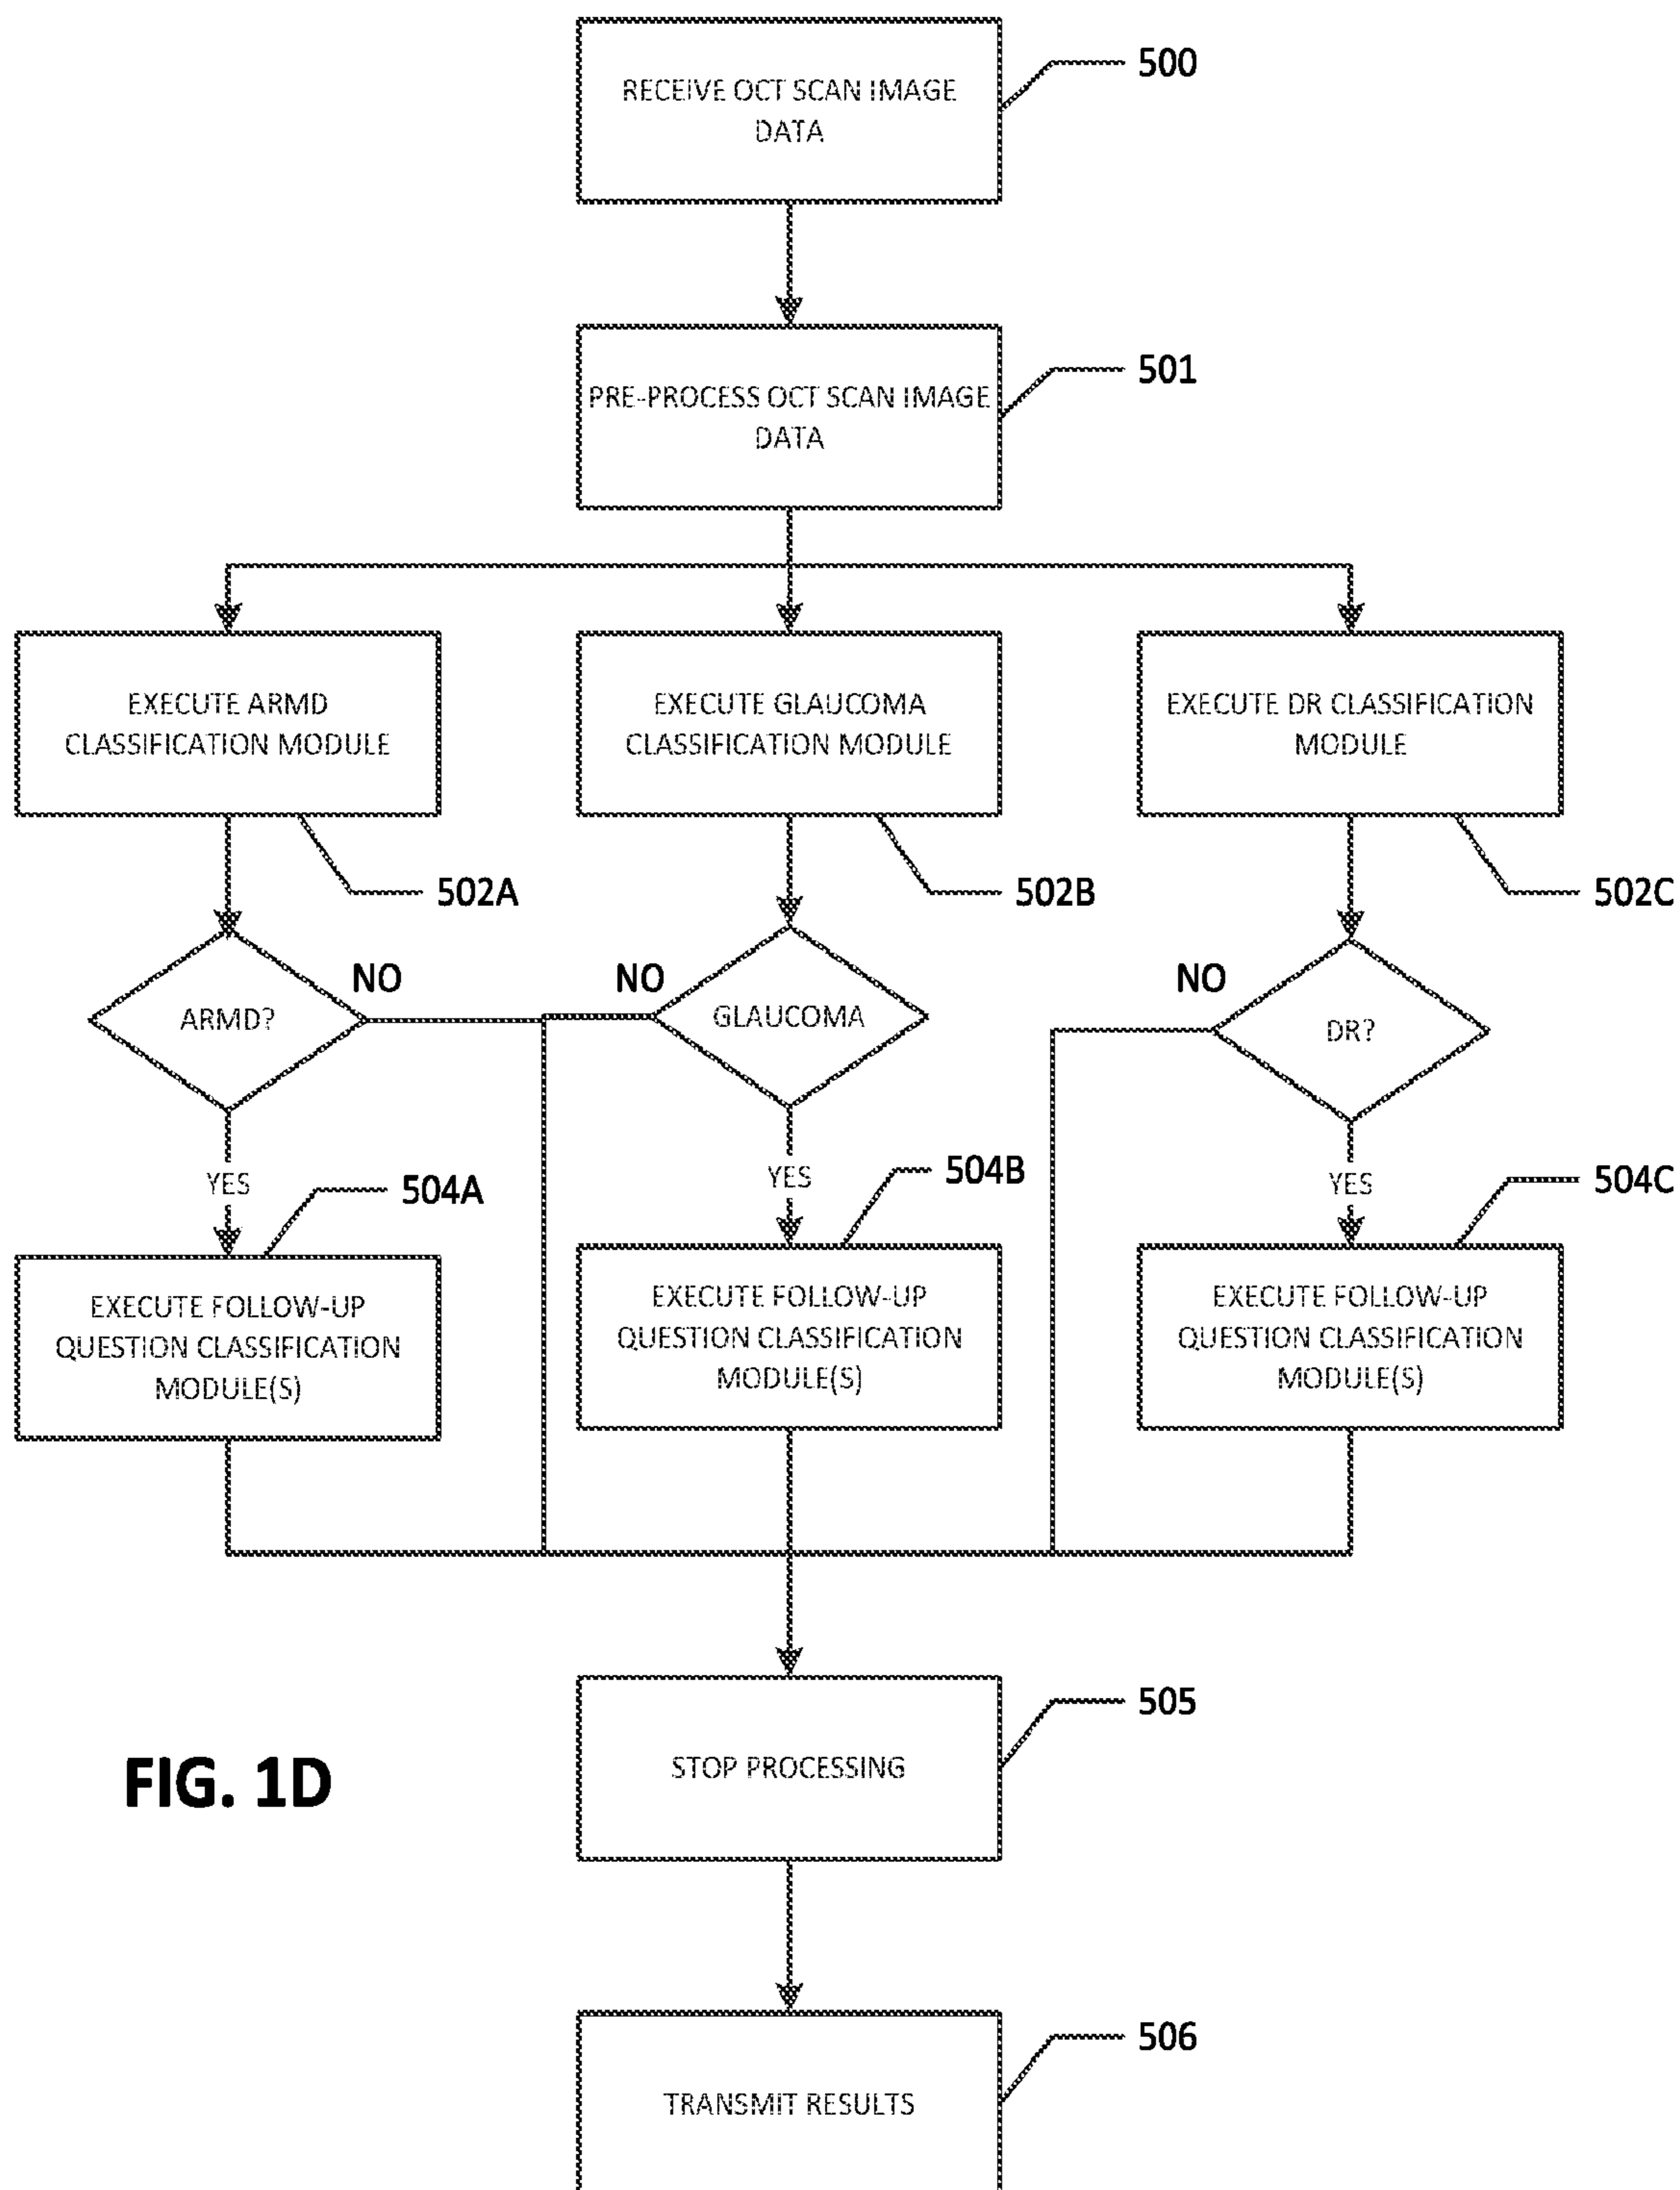 RECEIVE OCT SCAN IMAGE
DATA
500
PRE-PROCESS OCT SCAN IMAGE
DATA
501
EXECUTE ARMD
CLASSIFICATION MODULE
502A
EXECUTE GLAUCOMA
CLASSIFICATION MODULE
502B
EXECUTE DR CLASSIFICATION
MODULE
502C
ARMD?
NO
NO
GLAUCOMA
NO
DR?
YES
504A
YES
504B
YES
504C
EXECUTE FOLLOW-UP
QUESTION CLASSIFICATION
MODULE(S)
EXECUTE FOLLOW-UP
QUESTION CLASSIFICATION
MODULE(S)
EXECUTE FOLLOW-UP
QUESTION CLASSIFICATION
MODULE(S)
STOP PROCESSING
505
FIG. 1D
TRANSMIT RESULTS
506